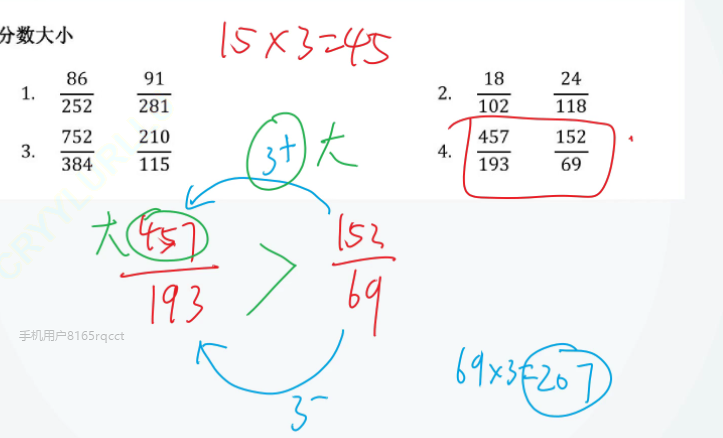 分数大小
15×3=45
1. 86/252 91/281
2. 18/102 24/118
3. 752/384 210/115
4. 457/193 152/69
3+ 大
大 457/193 > 152/69
手机用户8165rqcct
69×3=207
3-